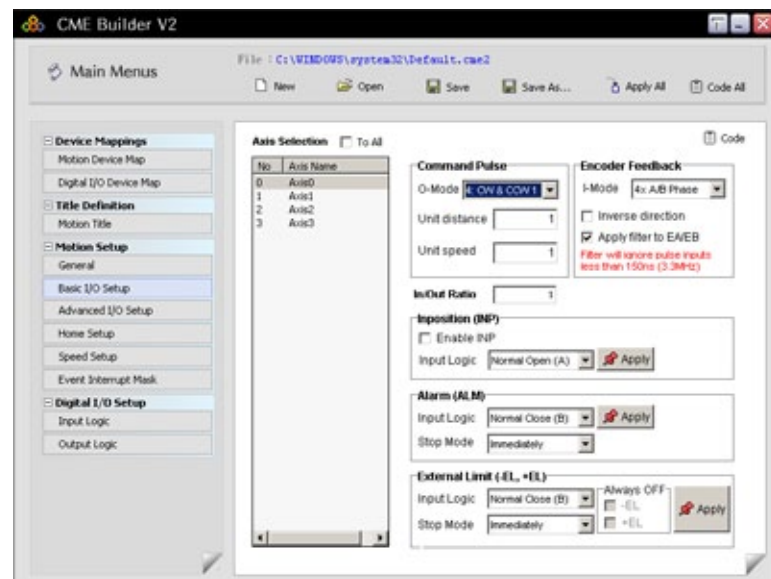 CME Builder V2
Main Menus
File : C:\WINDOWS\system32\Default.cme2
New Open Save Save As... Apply All Code All
Device Mappings
Motion Device Map
Digital I/O Device Map
Title Definition
Motion Title
Motion Setup
General
Basic I/O Setup
Advanced I/O Setup
Home Setup
Speed Setup
Event Interrupt Mask
Digital I/O Setup
Input Logic
Output Logic
Axis Selection To All
Code
No Axis Name
0 Axis0
1 Axis1
2 Axis2
3 Axis3
Command Pulse
O-Mode 4: CW & CCW 1
Unit distance 1
Unit speed 1
Encoder Feedback
I-Mode 4x A/B Phase
Inverse direction
Apply filter to EA/EB
Filter will ignore pulse inputs
less than 150ns (3.3MHz)
In/Out Ratio 1
Inposition (INP)
Enable INP
Input Logic Normal Open (A) Apply
Alarm (ALM)
Input Logic Normal Close (B) Apply
Stop Mode Immediately
External Limit (-EL, +EL)
Input Logic Normal Close (B)
Stop Mode Immediately
Always OFF
-EL
+EL
Apply